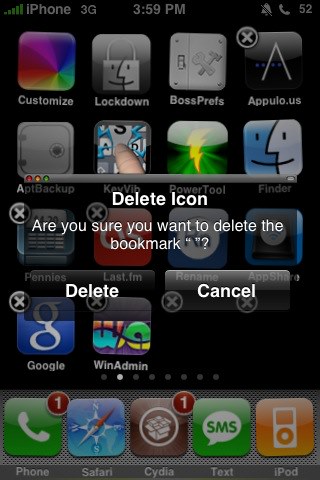 iPhone 3G 3:59 PM 52
Customize Lockdown BossPrefs Appulo.us
AptBackup KeyVib PowerTool Finder
Delete Icon
Are you sure you want to delete the
bookmark “ ”?
Pennies Last.fm Rename AppShare
Delete Cancel
Google WinAdmin
1 1
SMS
Phone Safari Cydia Text iPod